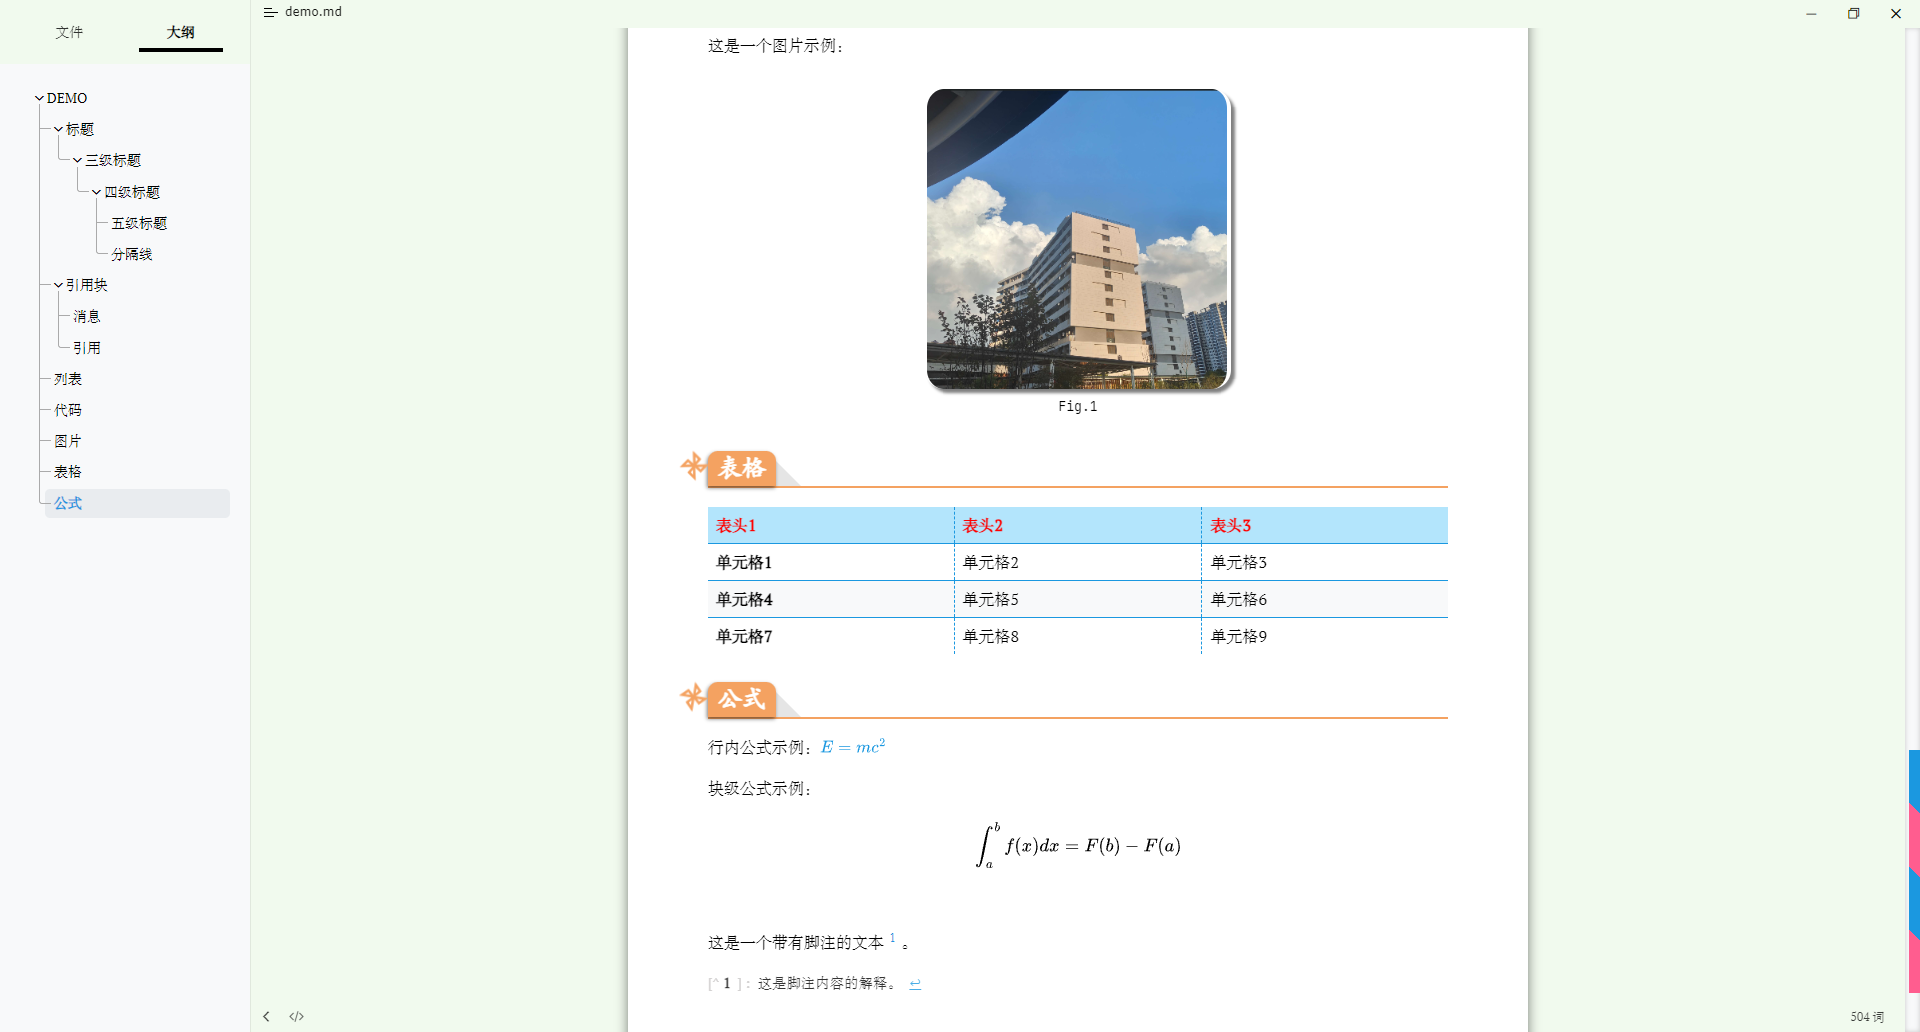 文件 大纲
demo.md
DEMO
标题
三级标题
四级标题
五级标题
分隔线
引用块
消息
引用
列表
代码
图片
表格
公式
这是一个图片示例：
Fig.1
表格
表头1 表头2 表头3
单元格1 单元格2 单元格3
单元格4 单元格5 单元格6
单元格7 单元格8 单元格9
公式
行内公式示例：E = mc²
块级公式示例：
∫ₐᵇ f(x)dx = F(b) − F(a)
这是一个带有脚注的文本 1 。
[^ 1 ]： 这是脚注内容的解释。 ↩
</> 504 词